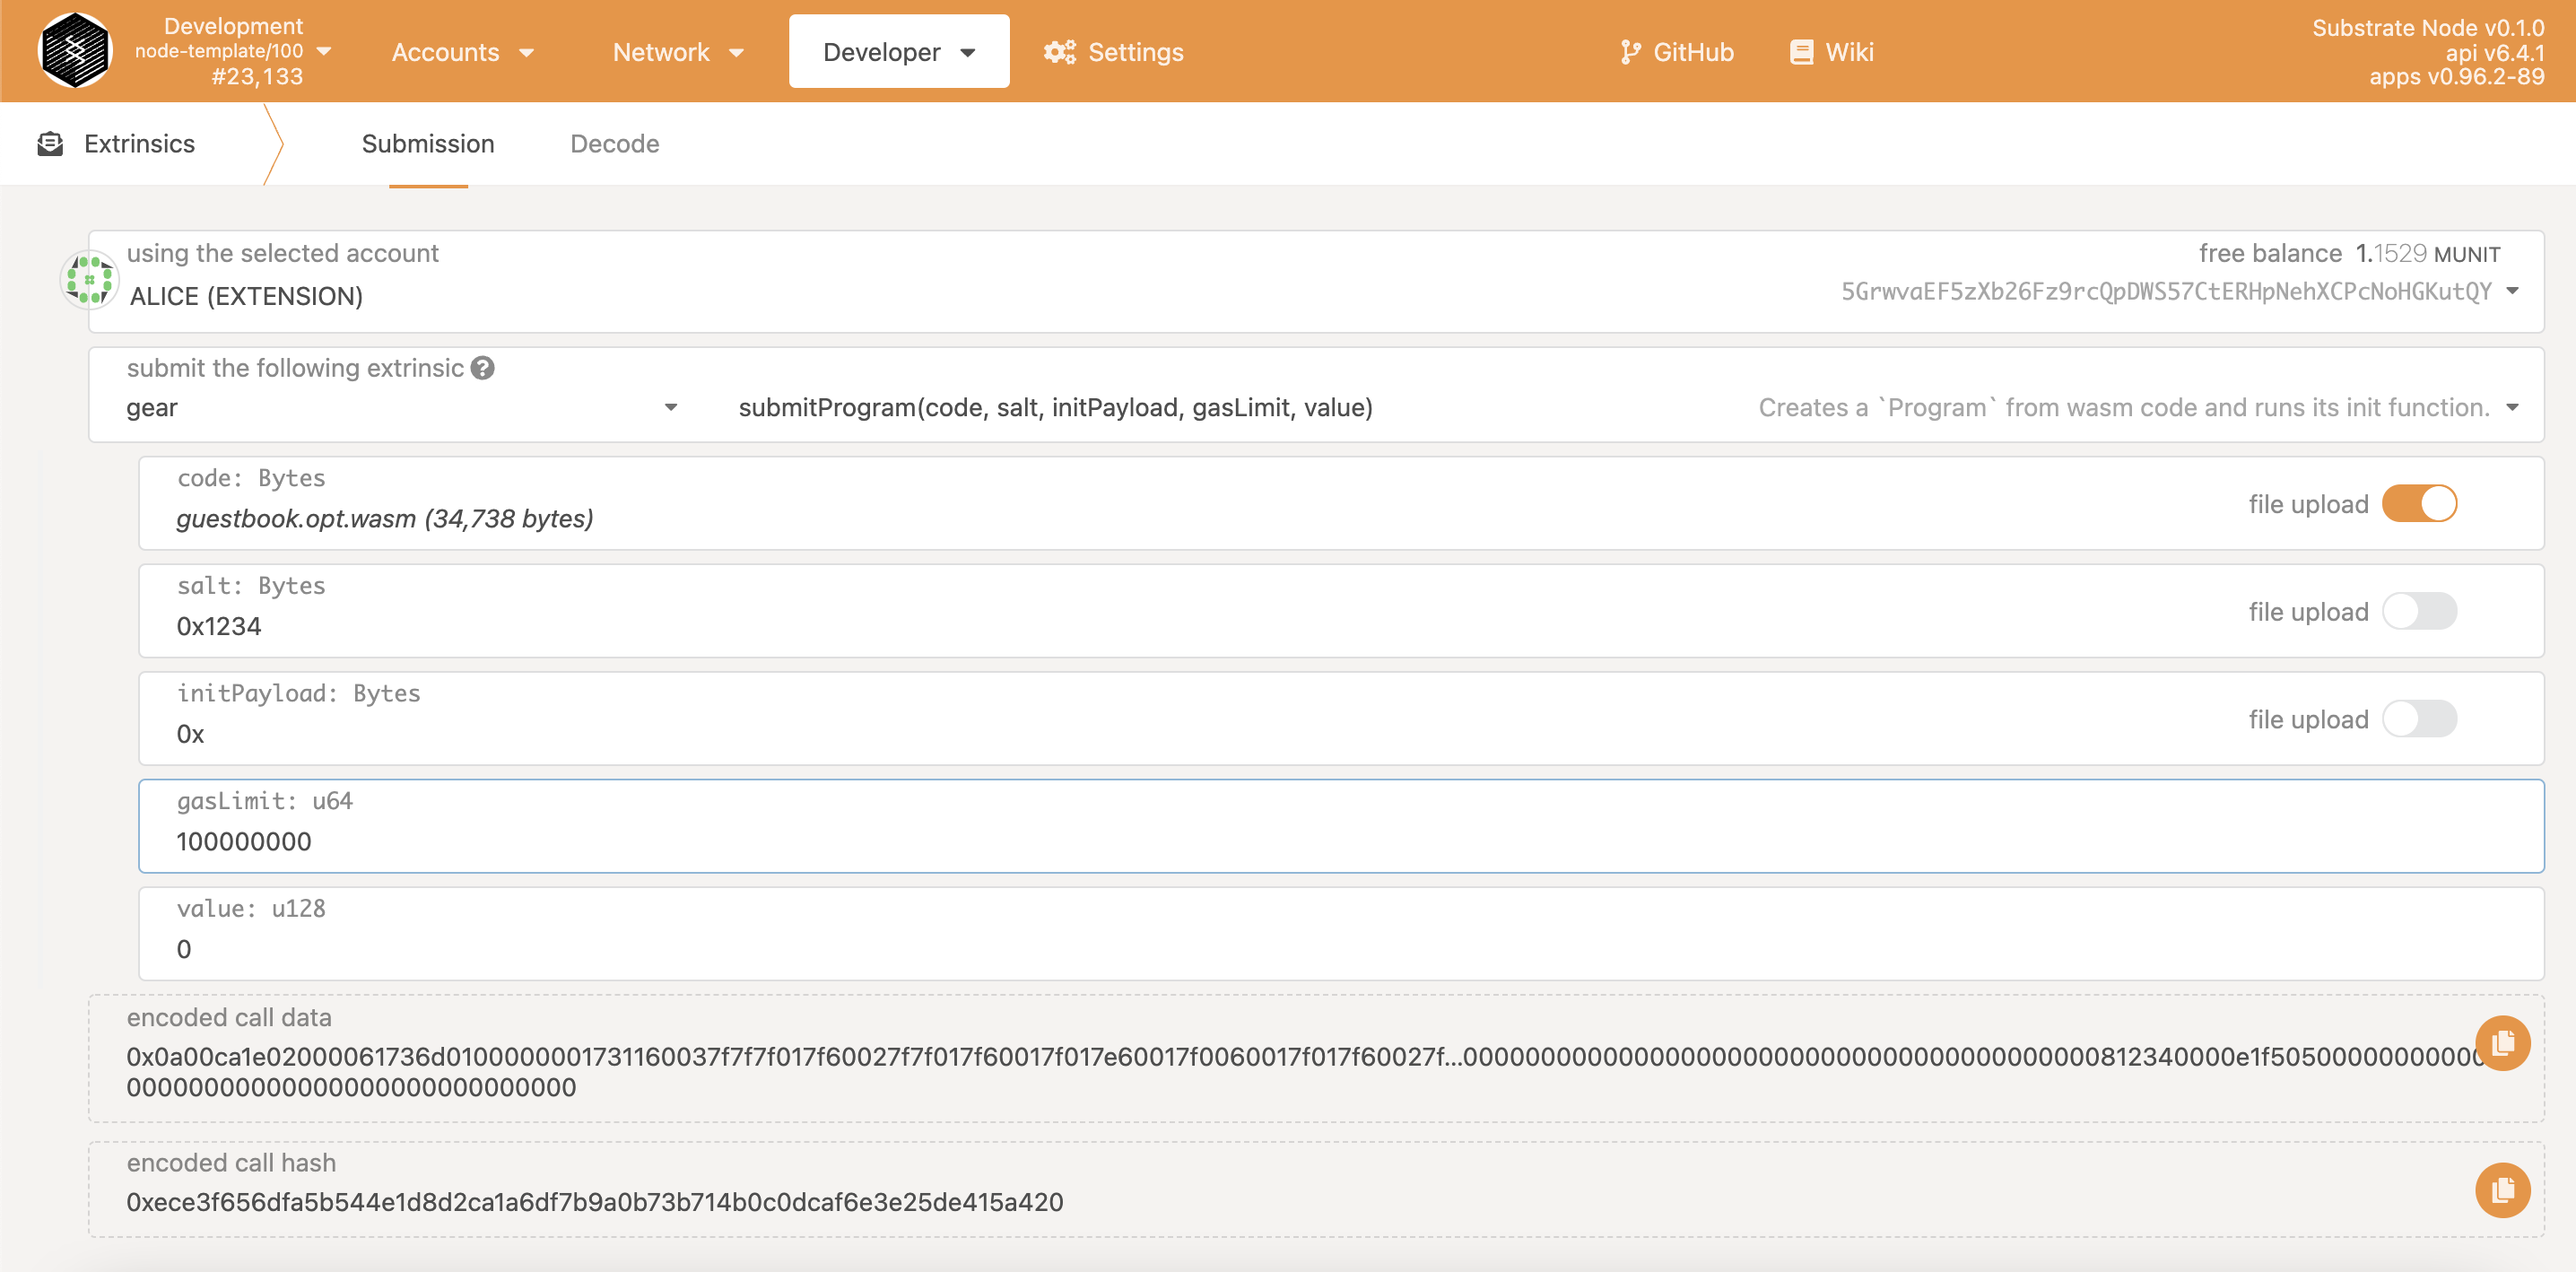 Development
node-template/100
#23,133
Accounts
Network
Developer
Settings
GitHub
Wiki
Substrate Node v0.1.0
api v6.4.1
apps v0.96.2-89
Extrinsics
Submission
Decode
using the selected account
ALICE (EXTENSION)
free balance 1.1529 MUNIT
5GrwvaEF5zXb26Fz9rcQpDWS57CtERHpNehXCPcNoHGKutQY
submit the following extrinsic
gear
submitProgram(code, salt, initPayload, gasLimit, value)
Creates a `Program` from wasm code and runs its init function.
code: Bytes
guestbook.opt.wasm (34,738 bytes)
file upload
salt: Bytes
0x1234
file upload
initPayload: Bytes
0x
file upload
gasLimit: u64
100000000
value: u128
0
encoded call data
encoded call hash
0xece3f656dfa5b544e1d8d2ca1a6df7b9a0b73b714b0c0dcaf6e3e25de415a420